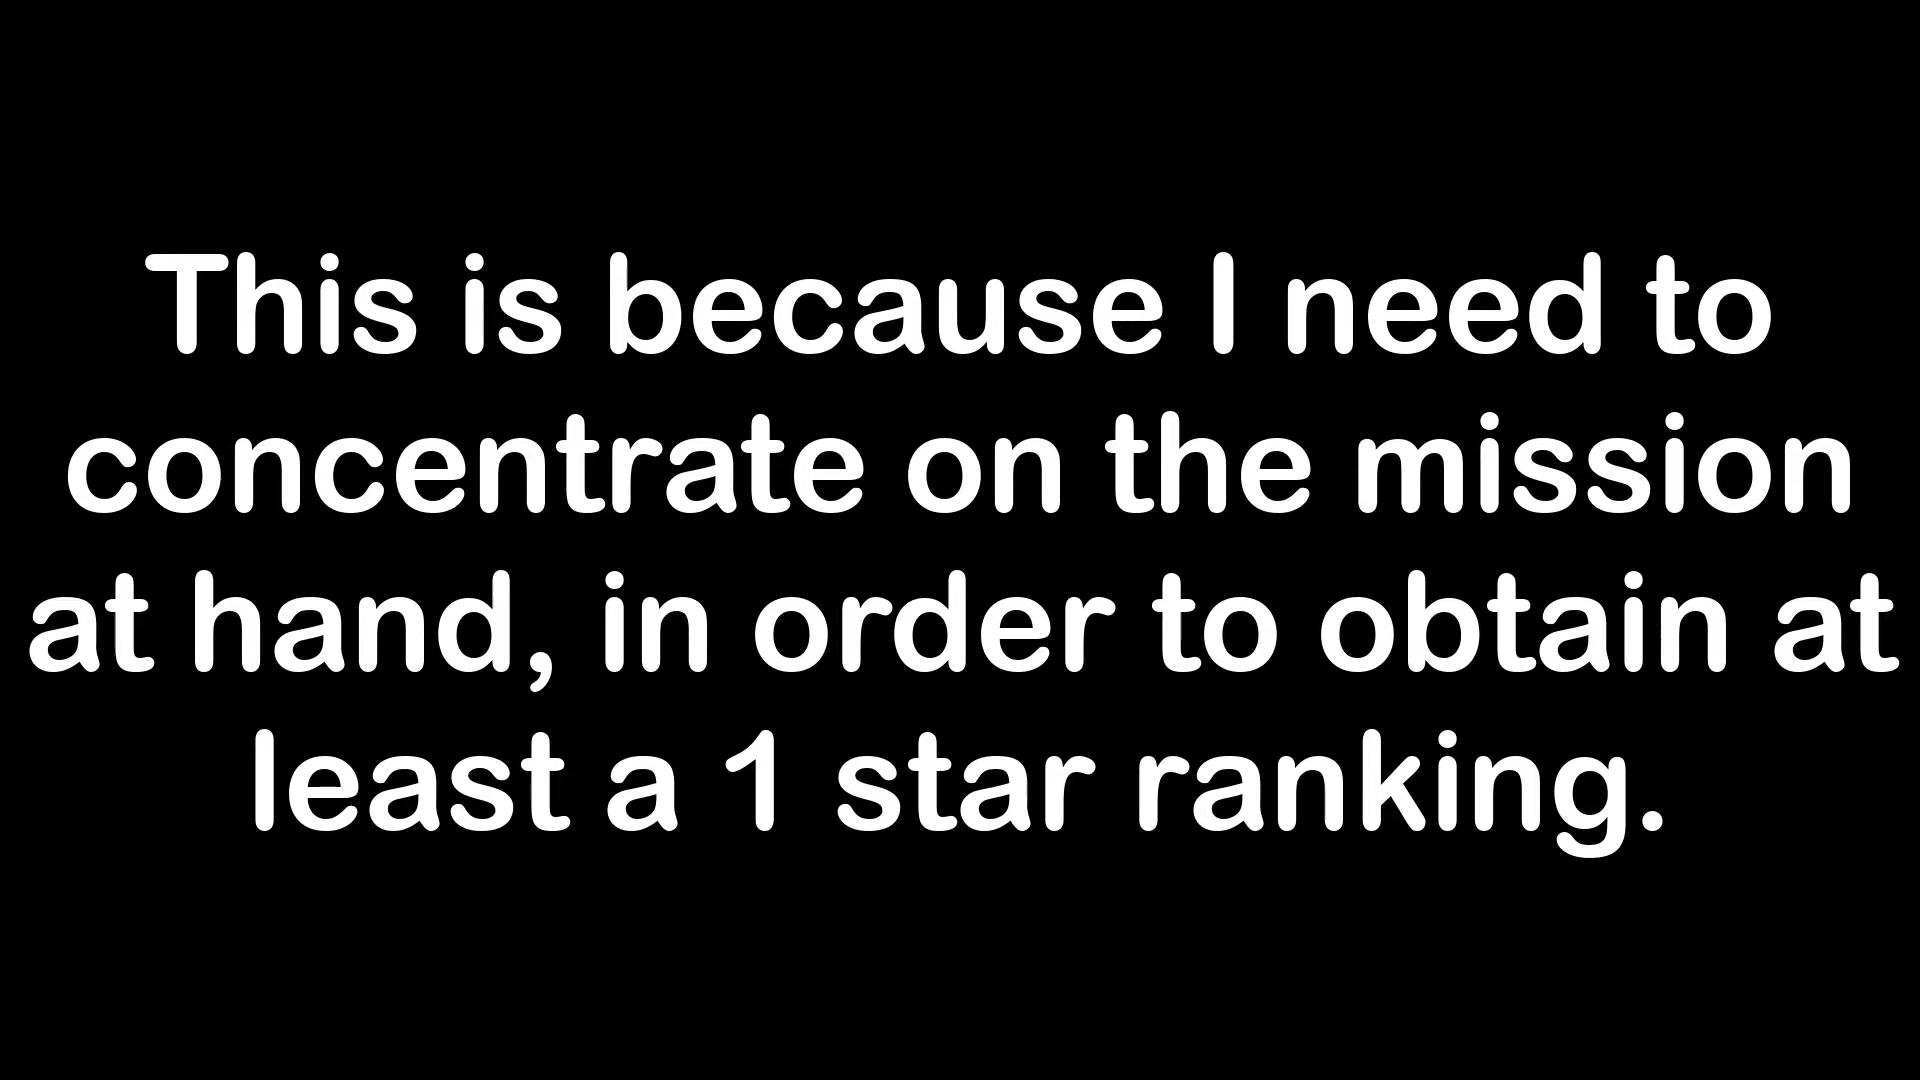 This is because I need to
concentrate on the mission
at hand, in order to obtain at
least a 1 star ranking.